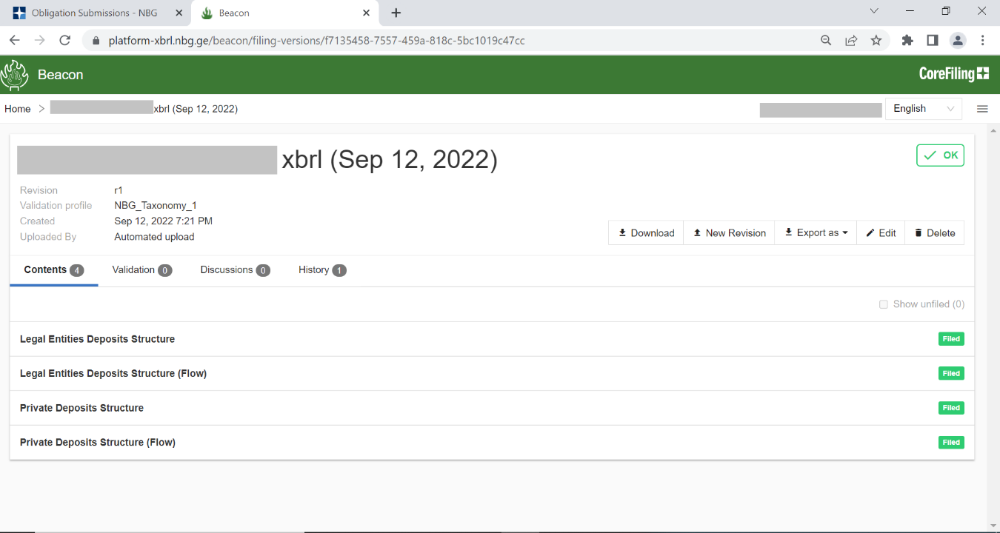 Obligation Submissions - NBG
Beacon
platform-xbrl.nbg.ge/beacon/filing-versions/f7135458-7557-459a-818c-5bc1019c47cc
Beacon
CoreFiling
Home > xbrl (Sep 12, 2022)
English
xbrl (Sep 12, 2022)
OK
Revision r1
Validation profile NBG_Taxonomy_1
Created Sep 12, 2022 7:21 PM
Uploaded By Automated upload
Download New Revision Export as Edit Delete
Contents 4 Validation 0 Discussions 0 History 1
Show unfiled (0)
Legal Entities Deposits Structure Filed
Legal Entities Deposits Structure (Flow) Filed
Private Deposits Structure Filed
Private Deposits Structure (Flow) Filed